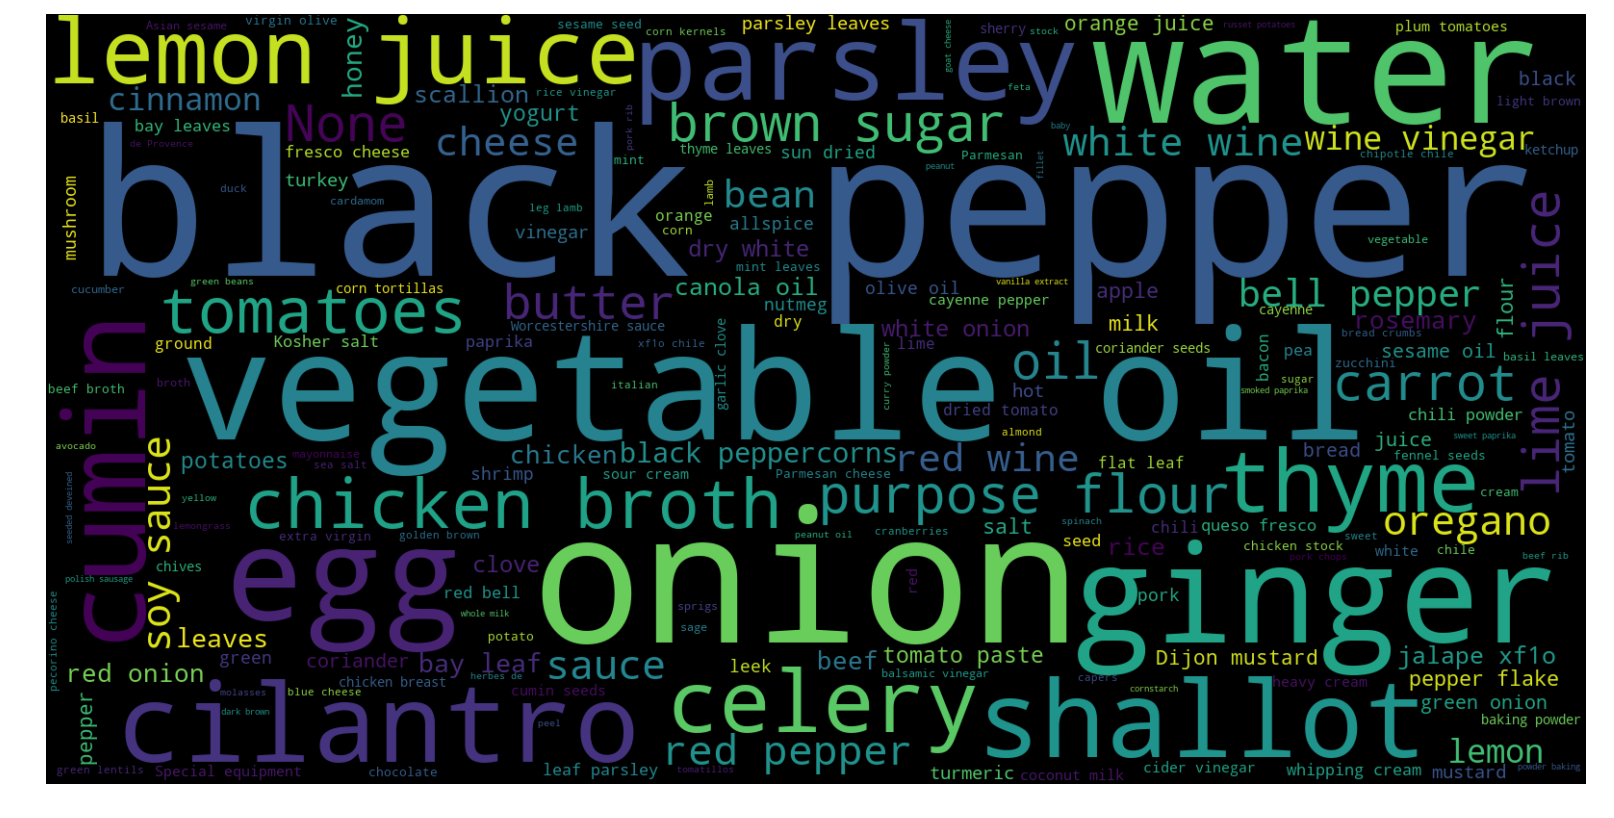 Asian sesame
virgin olive
sesame seed
parsley leaves
sherry
stock
orange juice
russet potatoes
plum tomatoes
lemon juice
honey
corn kernels
parsley
goat cheese
water
black
light brown
cinnamon
scallion
rice vinegar
feta
basil
bay leaves
None
yogurt
pork rib
brown sugar
baby
white wine
wine vinegar
ketchup
de Provence
fresco cheese
cheese
mint
thyme leaves
sun dried
Parmesan
chipotle chile
turkey
duck
cardamom
black pepper
peanut
fillet
mushroom
leg lamb
lamb
bean
orange
corn
allspice
vinegar
dry white
vegetable
lime juice
mint leaves
cucumber
green beans
corn tortillas
butter
canola oil
nutmeg
olive oil
vanilla extract
cayenne pepper
apple
bell pepper
flour
tomatoes
Worcestershire sauce
dry
white onion
milk
cayenne
rosemary
ground
Kosher salt
paprika
xf1o chile
garlic clove
lime
coriander seeds
bacon
pea
bread crumbs
zucchini
sesame oil
basil leaves
cumin
beef broth
broth
vegetable oil
italian
curry powder
oil
hot
sugar
smoked paprika
carrot
dried tomato
chili powder
tomato
almond
avocado
soy sauce
potatoes
mayonnaise
sea salt
chicken
black peppercorns
red wine
flat leaf
juice
sweet paprika
bread
fennel seeds
shrimp
sour cream
Parmesan cheese
thyme
seeded deveined
yellow
chicken broth
purpose flour
cream
lemongrass
extra virgin
golden brown
peanut oil
cranberries
salt
spinach
seed
chili
queso fresco
sweet
oregano
chicken stock
white
chile
rice
pork chops
beef rib
polish sausage
chives
egg
clove
onion
ginger
red bell
pork
whole milk
sprigs
red
pecorino cheese
leaves
potato
sage
red onion
green
coriander
bay leaf
sauce
leek
beef
tomato paste
Dijon mustard
jalape xf1o
chicken breast
herbes de
balsamic vinegar
capers
heavy cream
pepper flake
pepper
molasses
blue cheese
cumin seeds
celery
cornstarch
shallot
green onion
dark brown
cilantro
peel
baking powder
red pepper
lemon
green lentils
Special equipment
chocolate
leaf parsley
tomatillos
turmeric
coconut milk
cider vinegar
whipping cream
mustard
powder baking